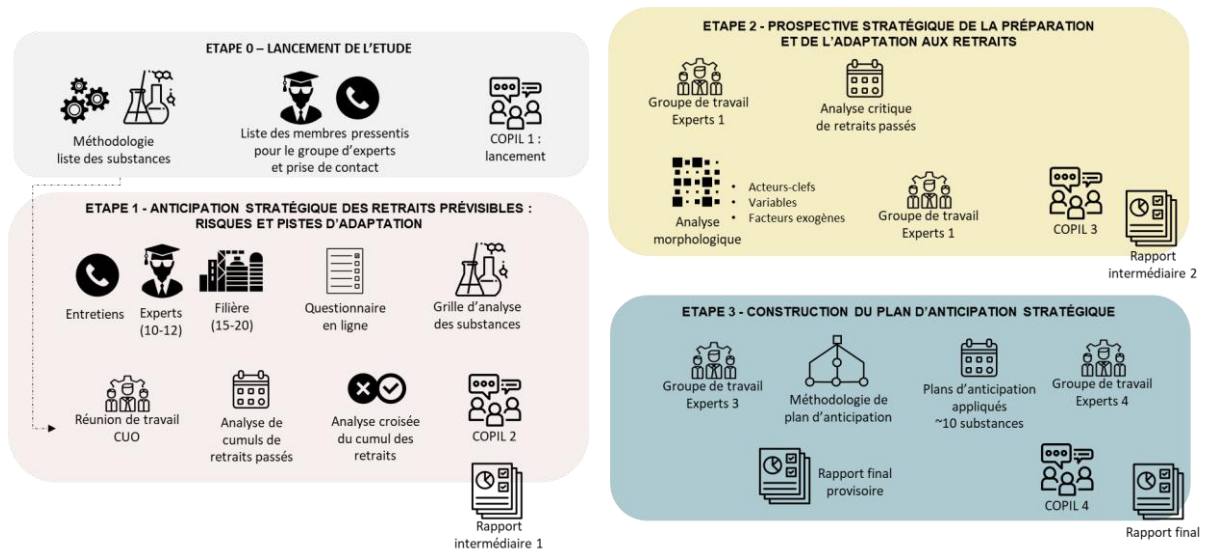 ETAPE 0 – LANCEMENT DE L'ETUDE
Méthodologie
liste des substances
Liste des membres pressentis
pour le groupe d'experts
et prise de contact
COPIL 1 :
lancement
ETAPE 1 - ANTICIPATION STRATÉGIQUE DES RETRAITS PRÉVISIBLES :
RISQUES ET PISTES D'ADAPTATION
Entretiens
Experts
(10-12)
Filière
(15-20)
Questionnaire
en ligne
Grille d'analyse
des substances
Réunion de travail
CUO
Analyse de
cumuls de
retraits passés
Analyse croisée
du cumul des
retraits
COPIL 2
Rapport
intermédiaire 1
ETAPE 2 - PROSPECTIVE STRATÉGIQUE DE LA PRÉPARATION
ET DE L'ADAPTATION AUX RETRAITS
Groupe de travail
Experts 1
Analyse critique
de retraits passés
Analyse
morphologique
• Acteurs-clefs
• Variables
• Facteurs exogènes
Groupe de travail
Experts 1
COPIL 3
Rapport
intermédiaire 2
ETAPE 3 - CONSTRUCTION DU PLAN D'ANTICIPATION STRATÉGIQUE
Groupe de travail
Experts 3
Méthodologie de
plan d'anticipation
Plans d'anticipation
appliqués
~10 substances
Groupe de travail
Experts 4
Rapport final
provisoire
COPIL 4
Rapport final